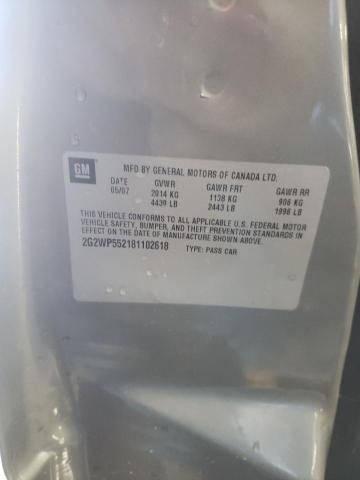 GM
MFD BY GENERAL MOTORS OF CANADA LTD.
DATE GVWR GAWR FRT GAWR RR
05/07 2014 KG 1138 KG 906 KG
4439 LB 2443 LB 1996 LB
THIS VEHICLE CONFORMS TO ALL APPLICABLE U.S. FEDERAL MOTOR
VEHICLE SAFETY, BUMPER, AND THEFT PREVENTION STANDARDS
IN EFFECT ON THE DATE OF MANUFACTURE SHOWN ABOVE.
2G2WP552181102618 TYPE: PASS CAR